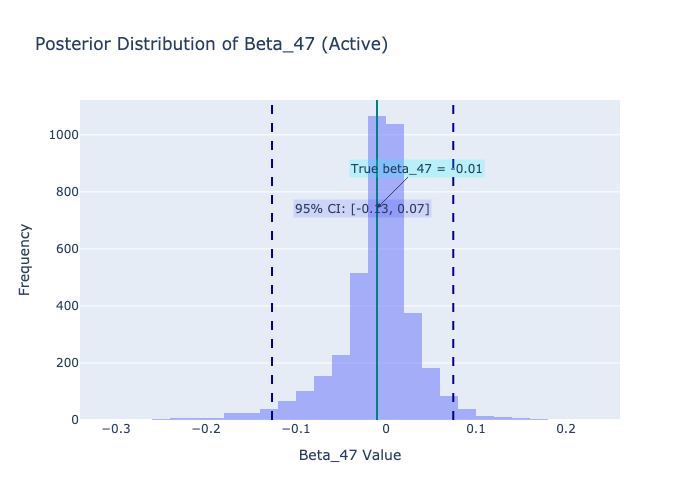 Posterior Distribution of Beta_47 (Active)
1000
800
600
400
200
0
Frequency
True beta_47 = -0.01
95% CI: [-0.13, 0.07]
−0.3
−0.2
−0.1
0
0.1
0.2
Beta_47 Value